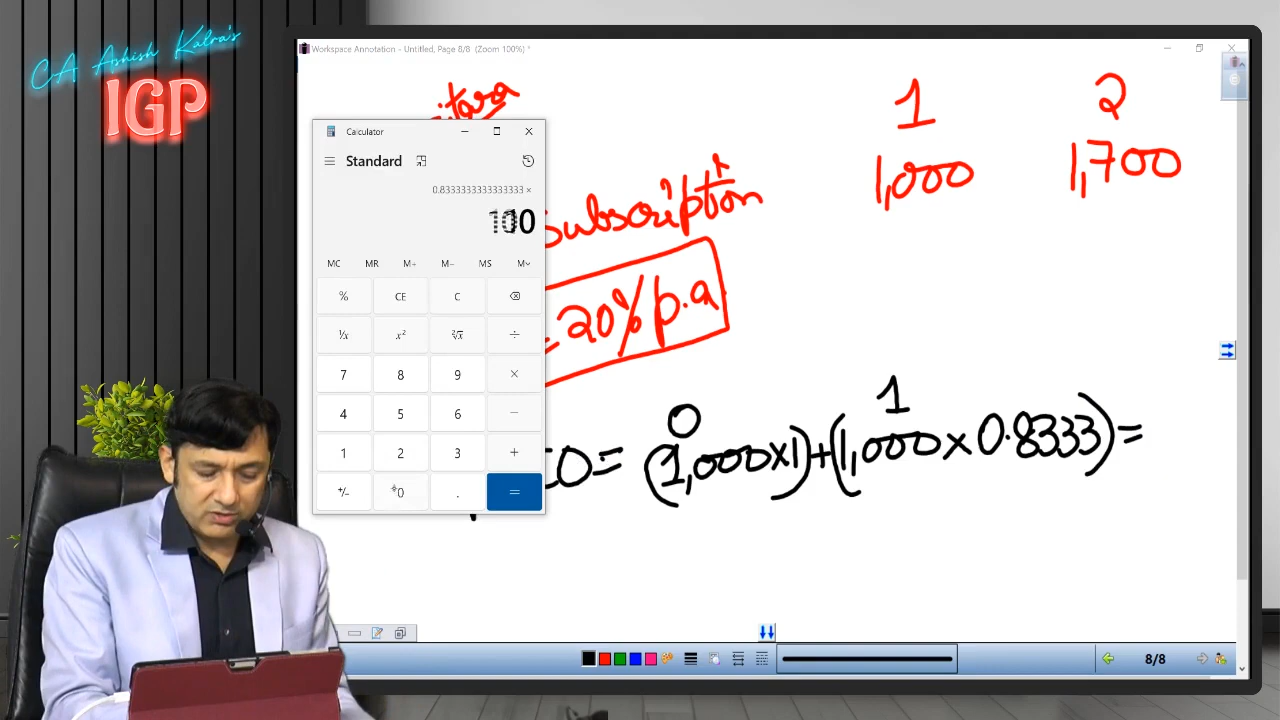 CA Ashish Kalra's
IGP
Workspace Annotation – Untitled, Page 8/8 (Zoom 100%) *
1 2
1,000 1,700
Calculator
Standard
0.8333333333333333 ×
100
MC MR M+ M− MS M˅
% CE C
¹/x x² ÷
7 8 9 ×
4 5 6 −
1 2 3 +
+/− 0 . =
Subscription
= 20% p.a
0 1
= (1,000×1)+(1,000×0.8333)=
8/8